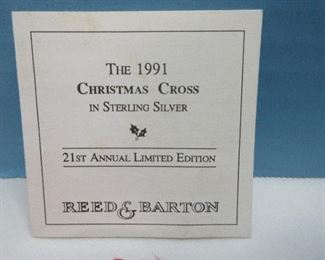 The 1991
Christmas Cross
in Sterling Silver
21st Annual Limited Edition
REED & BARTON